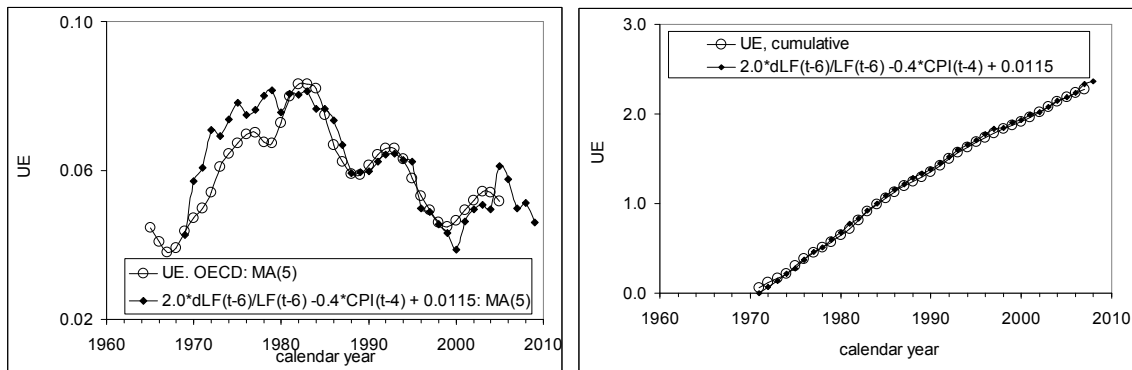 0.10
0.06
0.02
UE
UE. OECD: MA(5)
2.0*dLF(t-6)/LF(t-6) -0.4*CPI(t-4) + 0.0115: MA(5)
1960 1970 1980 1990 2000 2010
calendar year
3.0
2.0
1.0
0.0
UE
UE, cumulative
2.0*dLF(t-6)/LF(t-6) -0.4*CPI(t-4) + 0.0115
1960 1970 1980 1990 2000 2010
calendar year